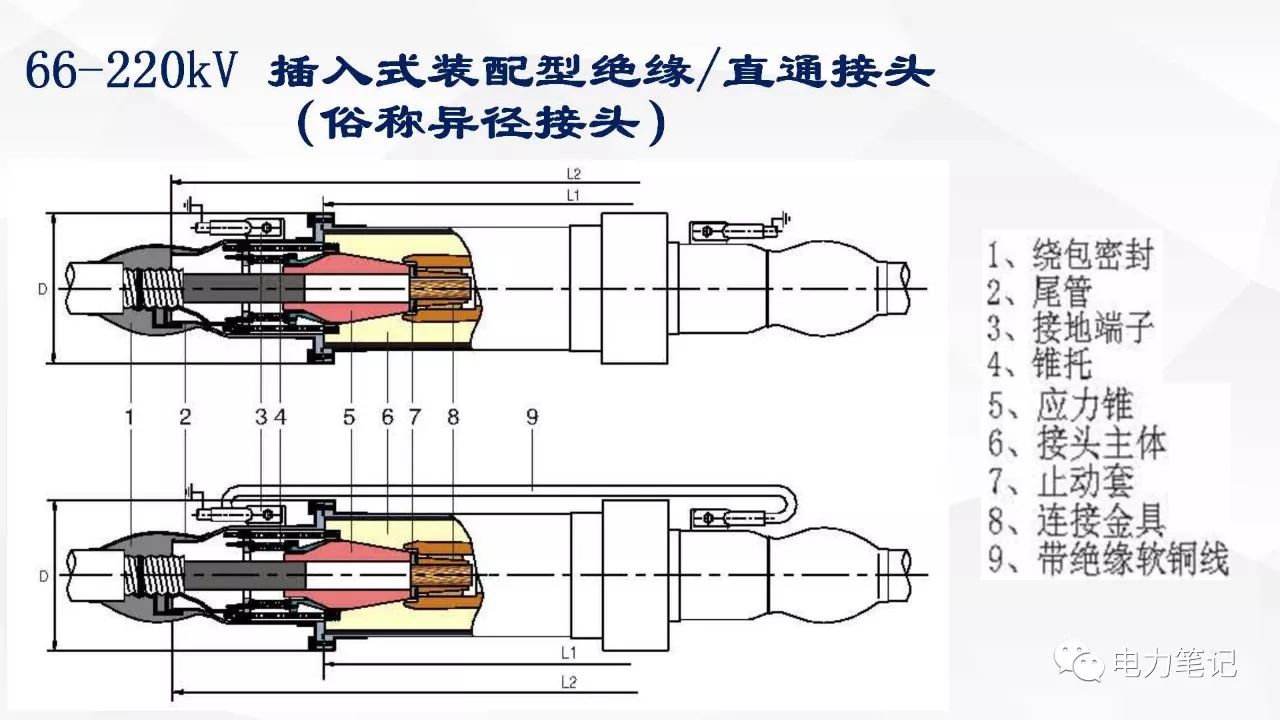 66-220kV 插入式装配型绝缘/直通接头
(俗称异径接头)
L2
L1
D
1 2 3 4 5 6 7 8 9
D
L1
L2
1、绕包密封
2、尾管
3、接地端子
4、锥托
5、应力锥
6、接头主体
7、止动套
8、连接金具
9、带绝缘软铜线
电力笔记